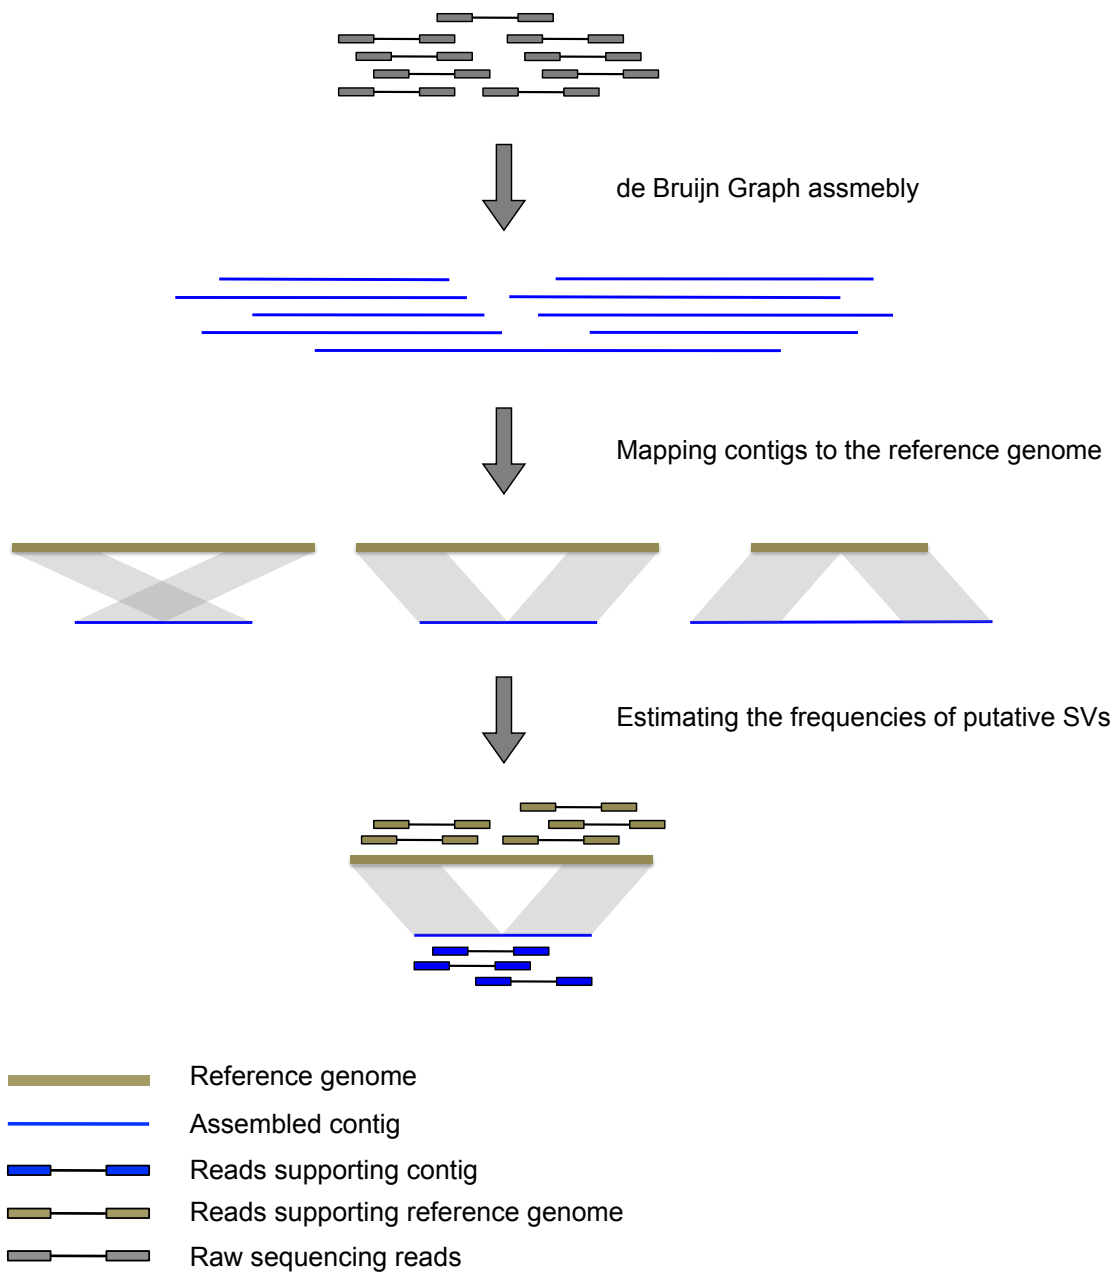 de Bruijn Graph assmebly
Mapping contigs to the reference genome
Estimating the frequencies of putative SVs
Reference genome
Assembled contig
Reads supporting contig
Reads supporting reference genome
Raw sequencing reads